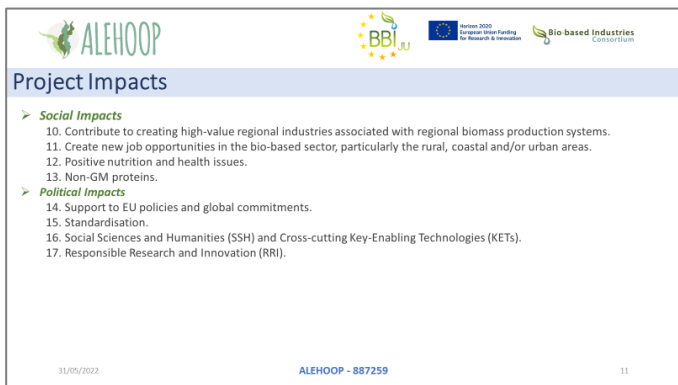 ALEHOOP
BBI JU
Horizon 2020
European Union Funding
for Research & Innovation
Bio-based Industries
Consortium
Project Impacts
➢ Social Impacts
10. Contribute to creating high-value regional industries associated with regional biomass production systems.
11. Create new job opportunities in the bio-based sector, particularly the rural, coastal and/or urban areas.
12. Positive nutrition and health issues.
13. Non-GM proteins.
➢ Political Impacts
14. Support to EU policies and global commitments.
15. Standardisation.
16. Social Sciences and Humanities (SSH) and Cross-cutting Key-Enabling Technologies (KETs).
17. Responsible Research and Innovation (RRI).
31/05/2022
ALEHOOP - 887259
11